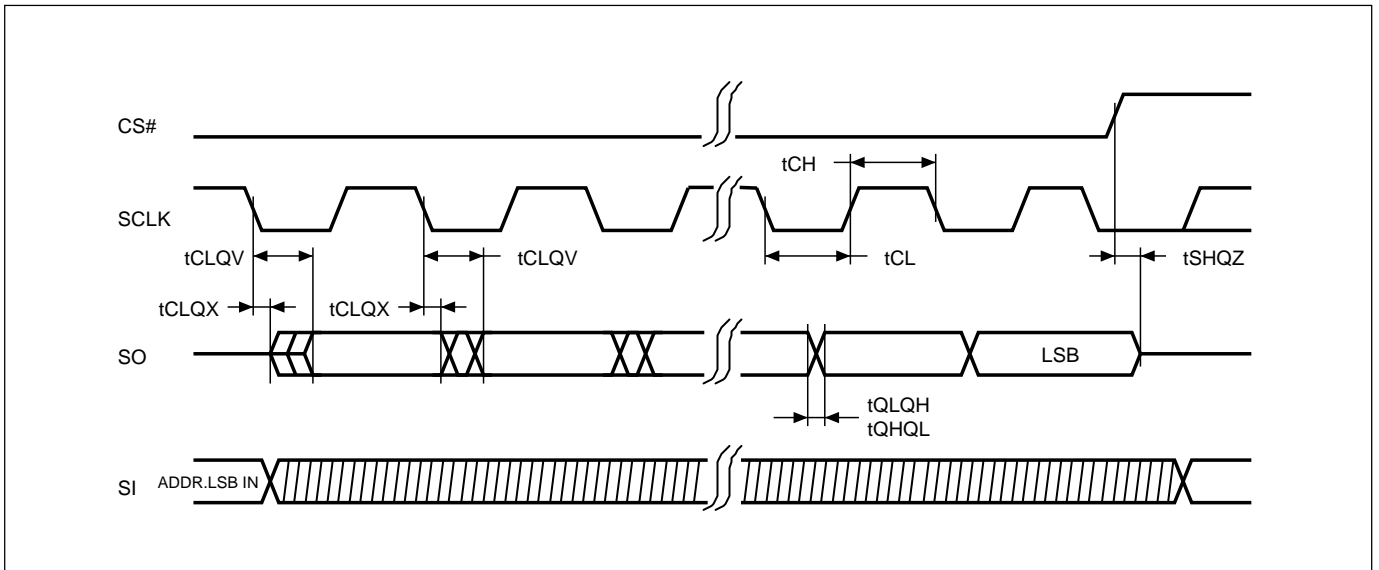 CS#
tCH
SCLK
tCLQV
tCLQV
tCL
tSHQZ
tCLQX
tCLQX
SO
LSB
tQLQH
tQHQL
SI
ADDR.LSB IN